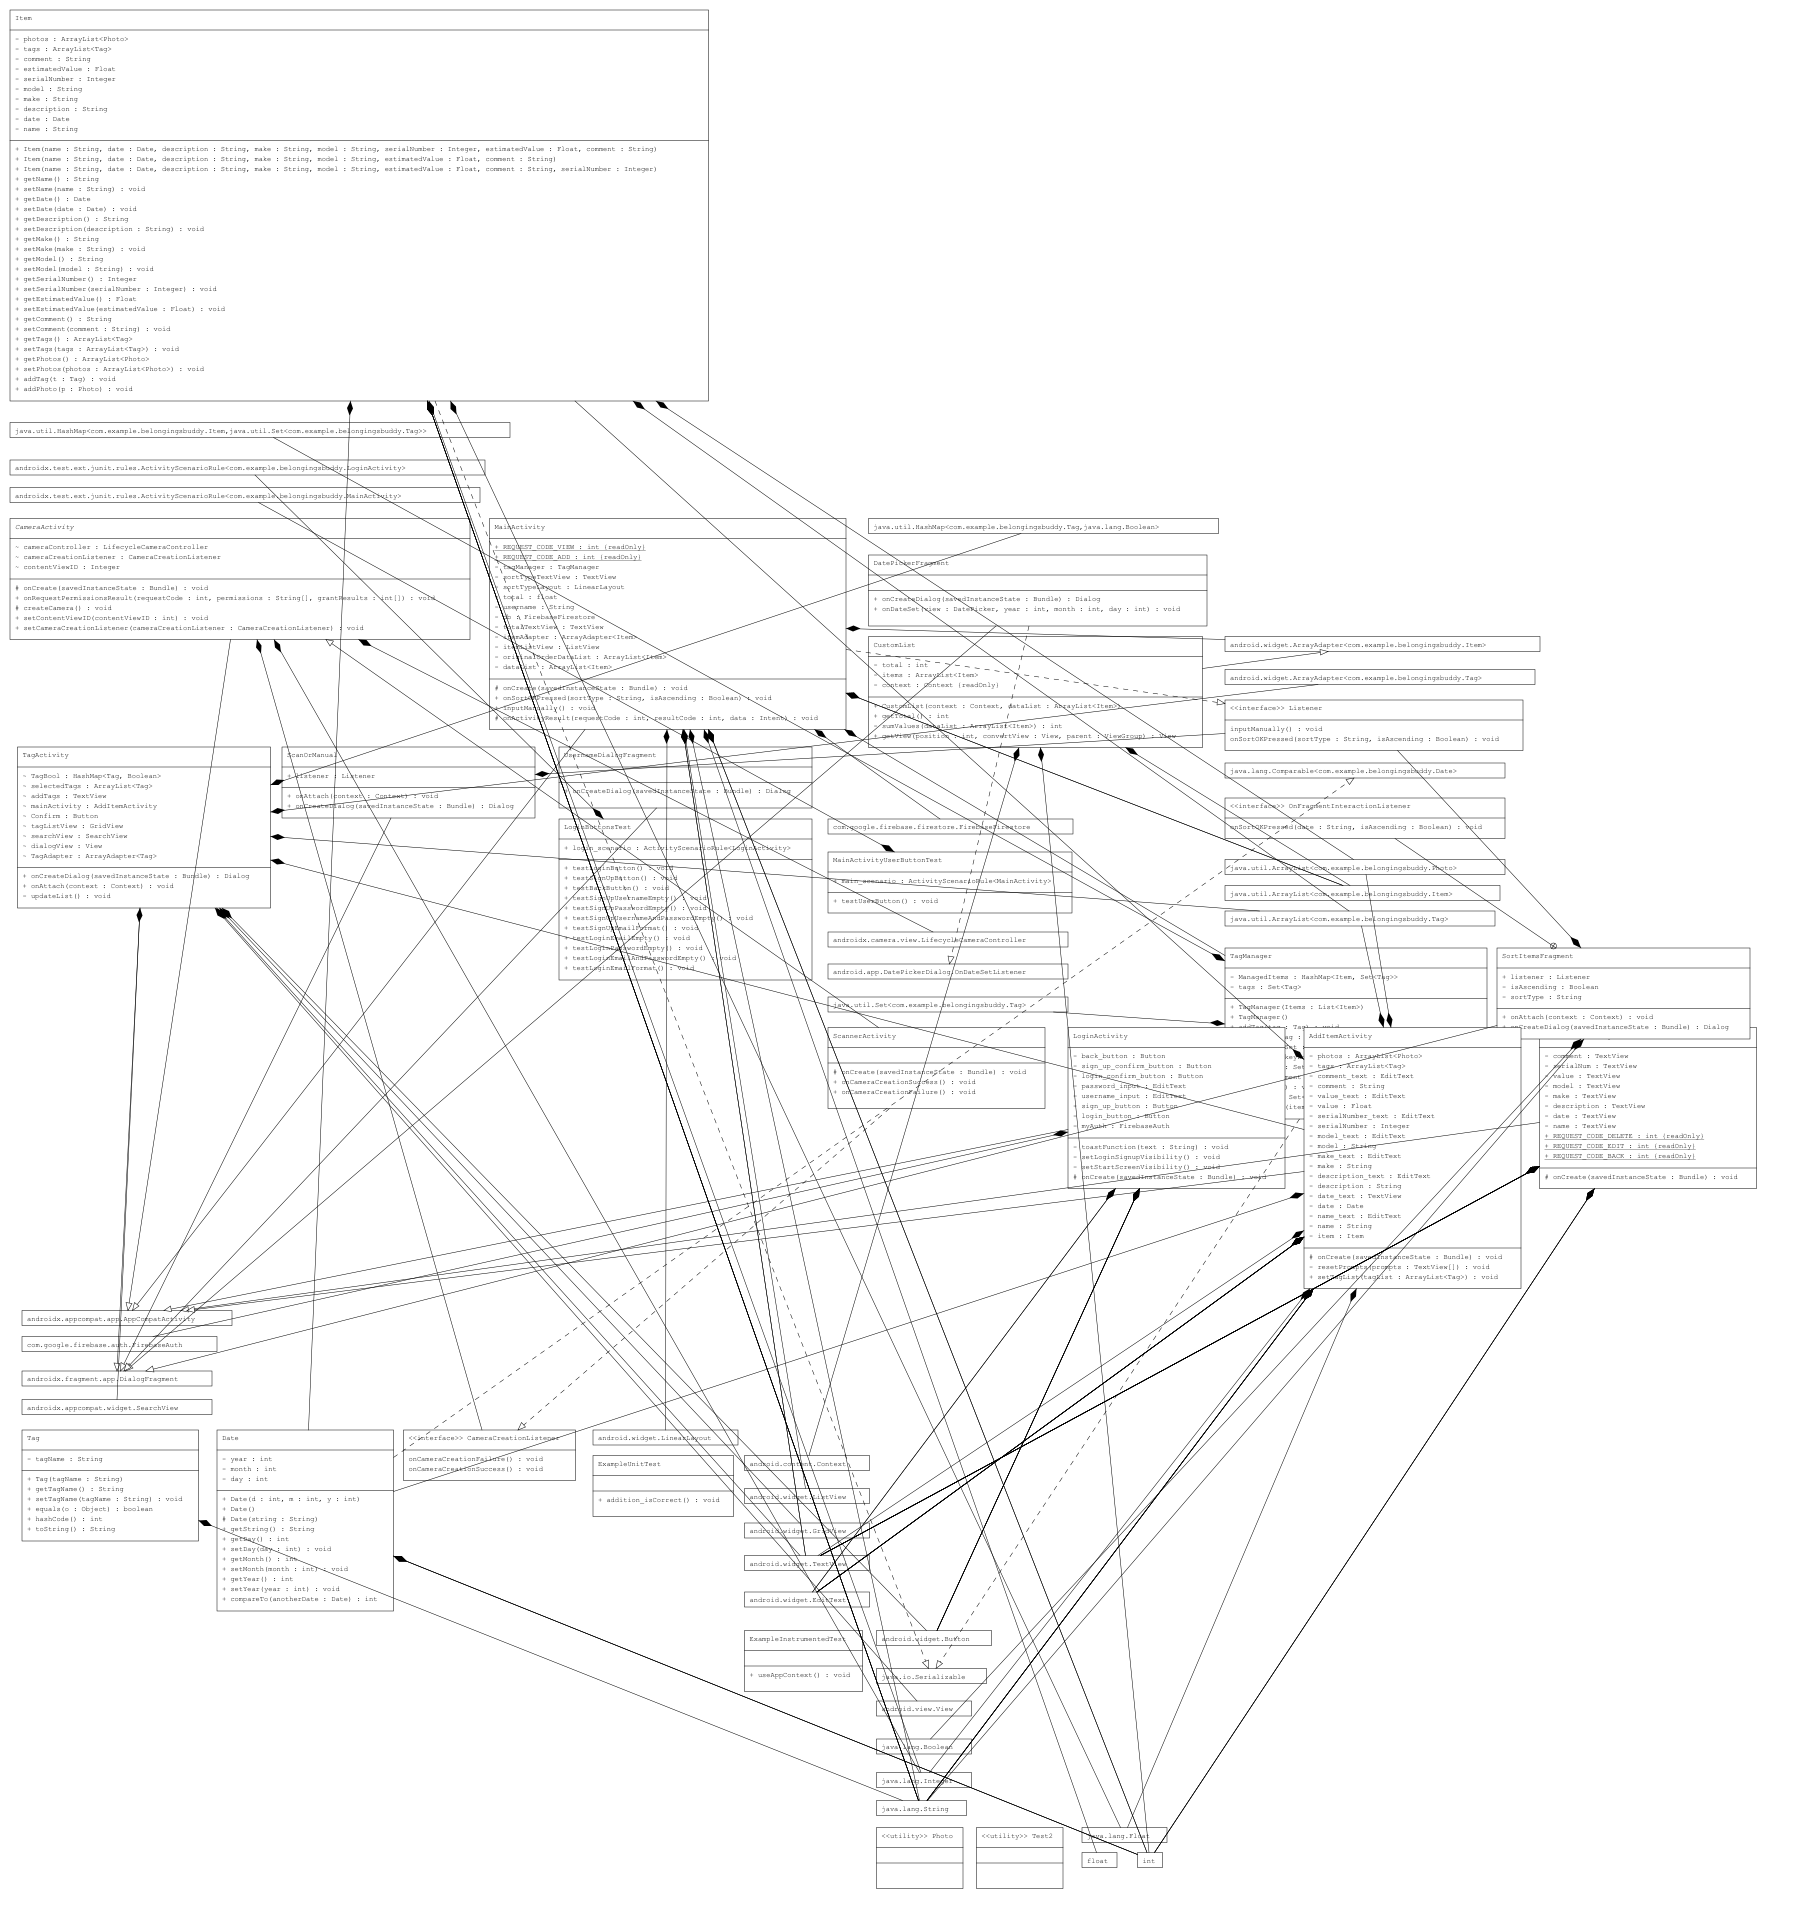 Item
- photos : ArrayList<Photo>
- tags : ArrayList<Tag>
- comment : String
- estimatedValue : Float
- serialNumber : Integer
- model : String
- make : String
- description : String
- date : Date
- name : String
+ Item(name : String, date : Date, description : String, make : String, model : String, serialNumber : Integer, estimatedValue : Float, comment : String)
+ Item(name : String, date : Date, description : String, make : String, model : String, estimatedValue : Float, comment : String)
+ Item(name : String, date : Date, description : String, make : String, model : String, estimatedValue : Float, comment : String, serialNumber : Integer)
+ getName() : String
+ setName(name : String) : void
+ getDate() : Date
+ setDate(date : Date) : void
+ getDescription() : String
+ setDescription(description : String) : void
+ getMake() : String
+ setMake(make : String) : void
+ getModel() : String
+ setModel(model : String) : void
+ getSerialNumber() : Integer
+ setSerialNumber(serialNumber : Integer) : void
+ getEstimatedValue() : Float
+ setEstimatedValue(estimatedValue : Float) : void
+ getComment() : String
+ setComment(comment : String) : void
+ getTags() : ArrayList<Tag>
+ setTags(tags : ArrayList<Tag>) : void
+ getPhotos() : ArrayList<Photo>
+ setPhotos(photos : ArrayList<Photo>) : void
+ addTag(t : Tag) : void
+ addPhoto(p : Photo) : void
java.util.HashMap<com.example.belongingsbuddy.Item,java.util.Set<com.example.belongingsbuddy.Tag>>
androidx.test.ext.junit.rules.ActivityScenarioRule<com.example.belongingsbuddy.LoginActivity>
androidx.test.ext.junit.rules.ActivityScenarioRule<com.example.belongingsbuddy.MainActivity>
CameraActivity
~ cameraController : LifecycleCameraController
~ cameraCreationListener : CameraCreationListener
~ contentViewID : Integer
# onCreate(savedInstanceState : Bundle) : void
+ onRequestPermissionsResult(requestCode : int, permissions : String[], grantResults : int[]) : void
# createCamera() : void
+ setContentViewID(contentViewID : int) : void
+ setCameraCreationListener(cameraCreationListener : CameraCreationListener) : void
MainActivity
+ REQUEST_CODE_VIEW : int {readOnly}
+ REQUEST_CODE_ADD : int {readOnly}
- tagManager : TagManager
- sortTypeTextView : TextView
- sortTypeLayout : LinearLayout
- total : float
- username : String
- db : FirebaseFirestore
- totalTextView : TextView
- itemAdapter : ArrayAdapter<Item>
- itemListView : ListView
- originalOrderDataList : ArrayList<Item>
- dataList : ArrayList<Item>
# onCreate(savedInstanceState : Bundle) : void
+ onSortOKPressed(sortType : String, isAscending : Boolean) : void
+ inputManually() : void
# onActivityResult(requestCode : int, resultCode : int, data : Intent) : void
java.util.HashMap<com.example.belongingsbuddy.Tag,java.lang.Boolean>
DatePickerFragment
+ onCreateDialog(savedInstanceState : Bundle) : Dialog
+ onDateSet(view : DatePicker, year : int, month : int, day : int) : void
CustomList
- total : int
- items : ArrayList<Item>
- context : Context {readOnly}
+ CustomList(context : Context, dataList : ArrayList<Item>)
+ getTotal() : int
- sumValues(dataList : ArrayList<Item>) : int
+ getView(position : int, convertView : View, parent : ViewGroup) : View
android.widget.ArrayAdapter<com.example.belongingsbuddy.Item>
android.widget.ArrayAdapter<com.example.belongingsbuddy.Tag>
<<interface>> Listener
inputManually() : void
onSortOKPressed(sortType : String, isAscending : Boolean) : void
java.lang.Comparable<com.example.belongingsbuddy.Date>
<<interface>> OnFragmentInteractionListener
onSortOKPressed(date : String, isAscending : Boolean) : void
java.util.ArrayList<com.example.belongingsbuddy.Photo>
java.util.ArrayList<com.example.belongingsbuddy.Item>
java.util.ArrayList<com.example.belongingsbuddy.Tag>
TagActivity
~ TagBool : HashMap<Tag, Boolean>
~ selectedTags : ArrayList<Tag>
~ addTags : TextView
~ mainActivity : AddItemActivity
~ Confirm : Button
~ tagListView : GridView
~ searchView : SearchView
~ dialogView : View
~ TagAdapter : ArrayAdapter<Tag>
+ onCreateDialog(savedInstanceState : Bundle) : Dialog
+ onAttach(context : Context) : void
- updateList() : void
ScanOrManual
+ listener : Listener
+ onAttach(context : Context) : void
+ onCreateDialog(savedInstanceState : Bundle) : Dialog
UsernameDialogFragment
+ onCreateDialog(savedInstanceState : Bundle) : Dialog
LoginButtonsTest
+ login_scenario : ActivityScenarioRule<LoginActivity>
+ testLoginButton() : void
+ testSignUpButton() : void
+ testBackButton() : void
+ testSignUpUsernameEmpty() : void
+ testSignUpPasswordEmpty() : void
+ testSignUpUsernameAndPasswordEmpty() : void
+ testSignUpEmailFormat() : void
+ testLoginEmailEmpty() : void
+ testLoginPasswordEmpty() : void
+ testLoginEmailAndPasswordEmpty() : void
+ testLoginEmailFormat() : void
com.google.firebase.firestore.FirebaseFirestore
MainActivityUserButtonTest
+ main_scenario : ActivityScenarioRule<MainActivity>
+ testUserButton() : void
androidx.camera.view.LifecycleCameraController
android.app.DatePickerDialog.OnDateSetListener
java.util.Set<com.example.belongingsbuddy.Tag>
ScannerActivity
# onCreate(savedInstanceState : Bundle) : void
+ onCameraCreationSuccess() : void
+ onCameraCreationFailure() : void
TagManager
- ManagedItems : HashMap<Item, Set<Tag>>
- tags : Set<Tag>
+ TagManager(Items : List<Item>)
+ TagManager()
SortItemsFragment
+ listener : Listener
- isAscending : Boolean
- sortType : String
+ onAttach(context : Context) : void
+ onCreateDialog(savedInstanceState : Bundle) : Dialog
LoginActivity
- back_button : Button
- sign_up_confirm_button : Button
- login_confirm_button : Button
- password_input : EditText
- username_input : EditText
- sign_up_button : Button
- login_button : Button
- myAuth : FirebaseAuth
- toastFunction(text : String) : void
- setLoginSignupVisibility() : void
- setStartScreenVisibility() : void
# onCreate(savedInstanceState : Bundle) : void
AddItemActivity
- photos : ArrayList<Photo>
- tags : ArrayList<Tag>
- comment_text : EditText
- comment : String
- value_text : EditText
- value : Float
- serialNumber_text : EditText
- serialNumber : Integer
- model_text : EditText
- model : String
- make_text : EditText
- make : String
- description_text : EditText
- description : String
- date_text : TextView
- date : Date
- name_text : EditText
- name : String
- item : Item
# onCreate(savedInstanceState : Bundle) : void
- resetPrompts(prompts : TextView[]) : void
+ setTagList(tagList : ArrayList<Tag>) : void
- comment : TextView
- serialNum : TextView
- value : TextView
- model : TextView
- make : TextView
- description : TextView
- date : TextView
- name : TextView
+ REQUEST_CODE_DELETE : int {readOnly}
+ REQUEST_CODE_EDIT : int {readOnly}
+ REQUEST_CODE_BACK : int {readOnly}
# onCreate(savedInstanceState : Bundle) : void
androidx.appcompat.app.AppCompatActivity
com.google.firebase.auth.FirebaseAuth
androidx.fragment.app.DialogFragment
androidx.appcompat.widget.SearchView
Tag
- tagName : String
+ Tag(tagName : String)
+ getTagName() : String
+ setTagName(tagName : String) : void
+ equals(o : Object) : boolean
+ hashCode() : int
+ toString() : String
Date
- year : int
- month : int
- day : int
+ Date(d : int, m : int, y : int)
+ Date()
# Date(string : String)
+ getString() : String
+ getDay() : int
+ setDay(day : int) : void
+ getMonth() : int
+ setMonth(month : int) : void
+ getYear() : int
+ setYear(year : int) : void
+ compareTo(anotherDate : Date) : int
<<interface>> CameraCreationListener
onCameraCreationFailure() : void
onCameraCreationSuccess() : void
android.widget.LinearLayout
ExampleUnitTest
+ addition_isCorrect() : void
android.content.Context
android.widget.ListView
android.widget.GridView
android.widget.TextView
android.widget.EditText
ExampleInstrumentedTest
+ useAppContext() : void
android.widget.Button
java.io.Serializable
android.view.View
java.lang.Boolean
java.lang.Integer
java.lang.String
<<utility>> Photo
<<utility>> Test2
java.lang.Float
float
int